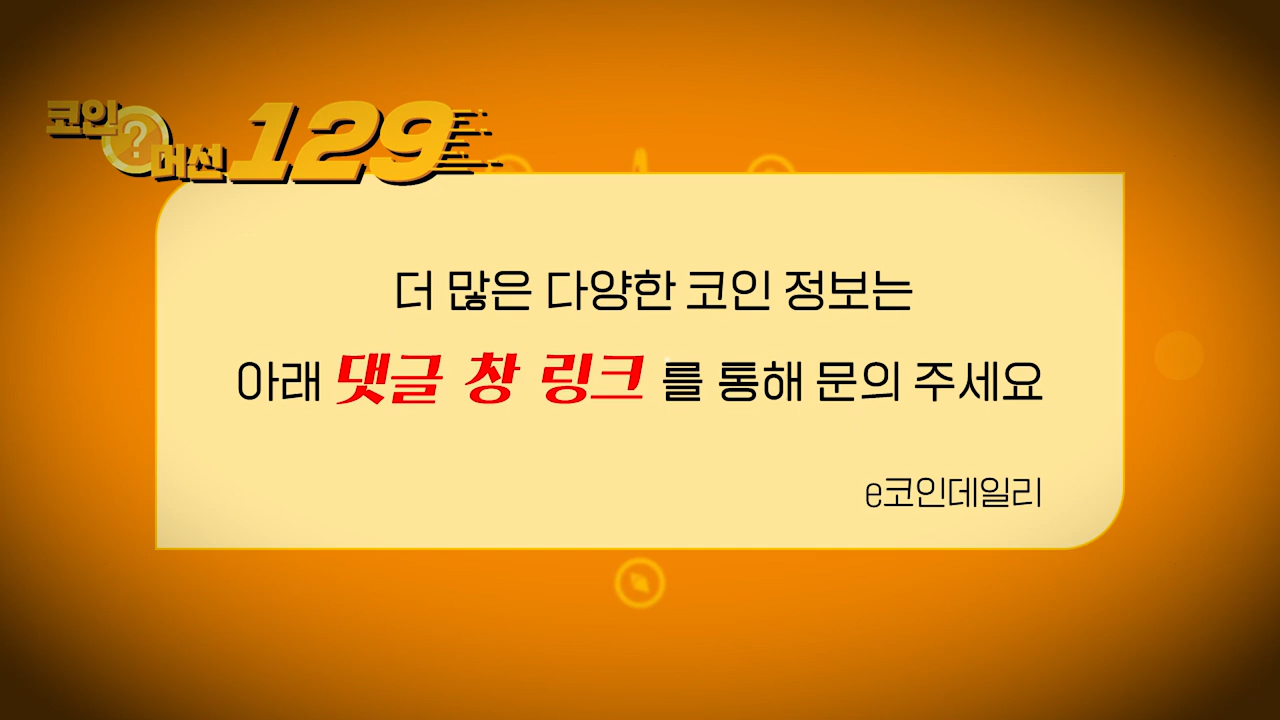 코인
머선 129
더 많은 다양한 코인 정보는
아래 댓글 창 링크 를 통해 문의 주세요
e코인데일리